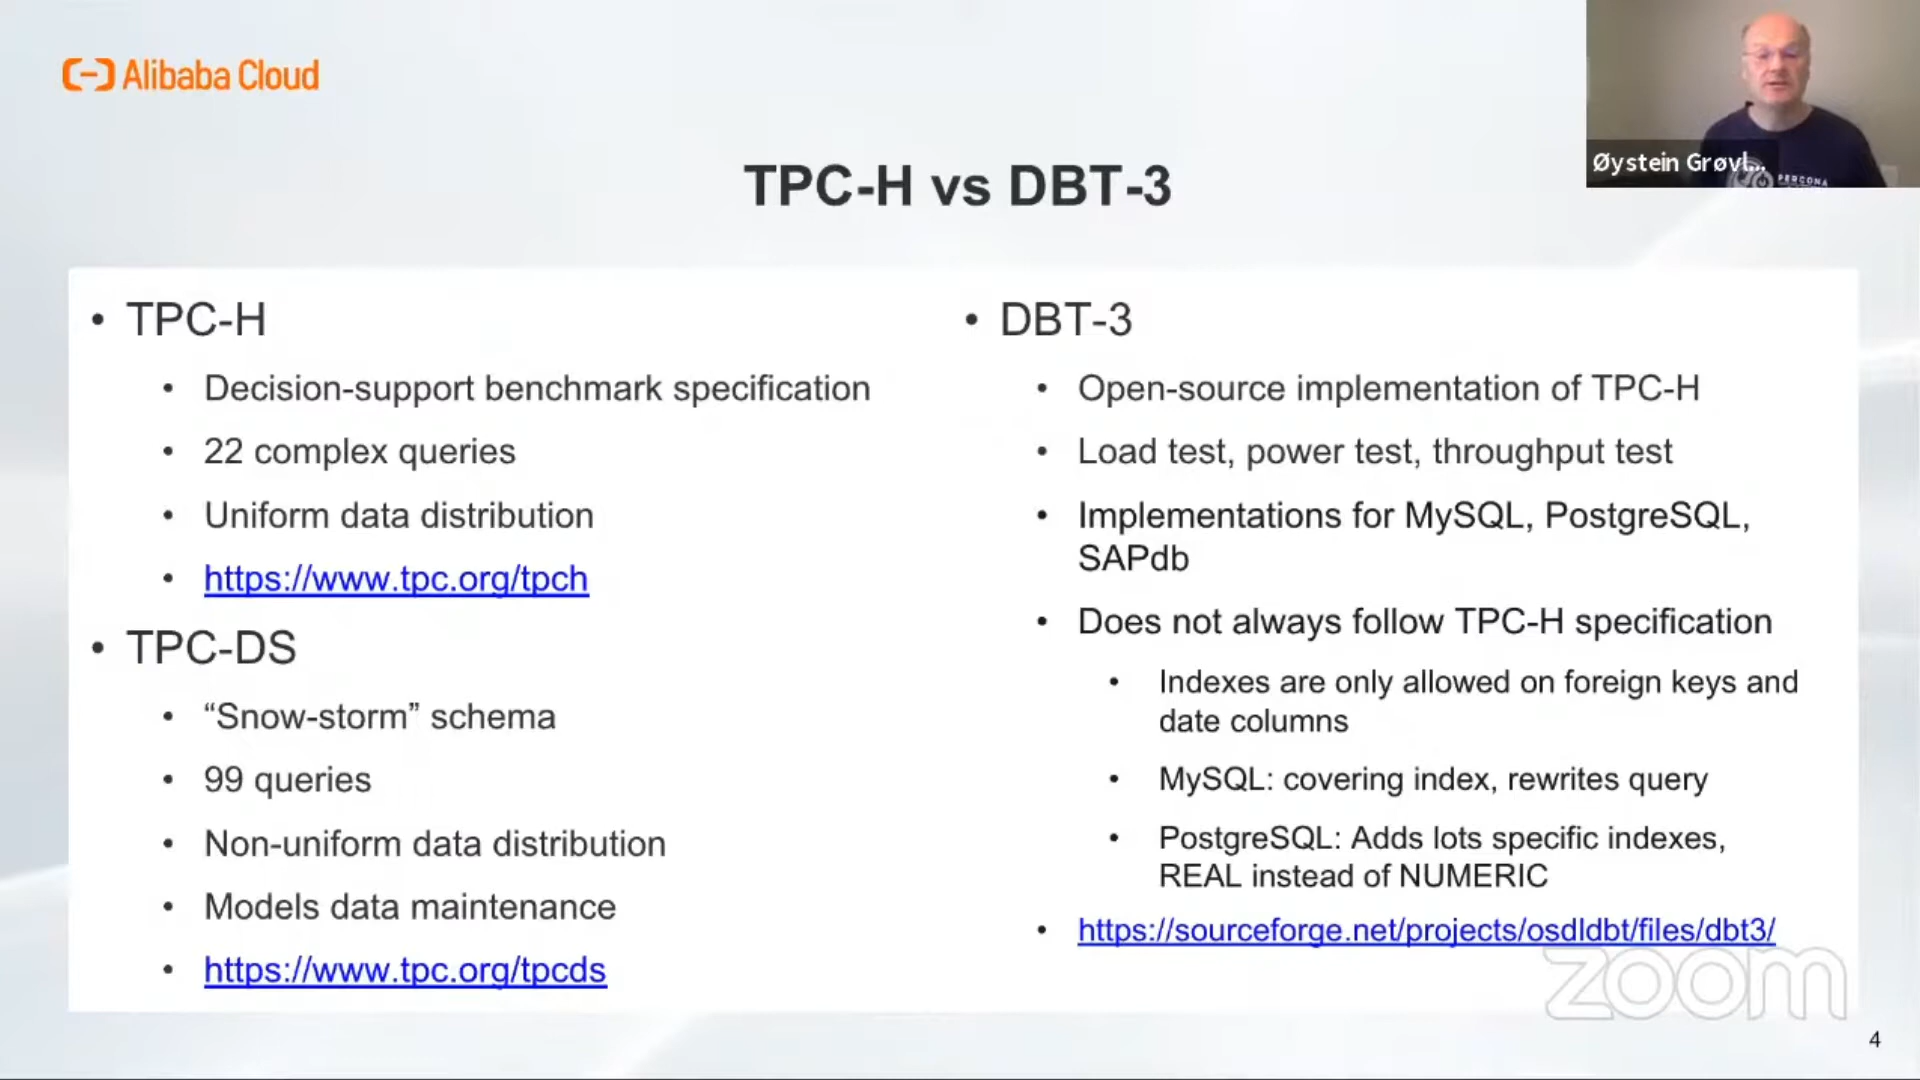 Alibaba Cloud
Øystein Grøvl...
PERCONA
TPC-H vs DBT-3
• TPC-H
• Decision-support benchmark specification
• 22 complex queries
• Uniform data distribution
• https://www.tpc.org/tpch
• TPC-DS
• “Snow-storm” schema
• 99 queries
• Non-uniform data distribution
• Models data maintenance
• https://www.tpc.org/tpcds
• DBT-3
• Open-source implementation of TPC-H
• Load test, power test, throughput test
• Implementations for MySQL, PostgreSQL,
SAPdb
• Does not always follow TPC-H specification
• Indexes are only allowed on foreign keys and
date columns
• MySQL: covering index, rewrites query
• PostgreSQL: Adds lots specific indexes,
REAL instead of NUMERIC
• https://sourceforge.net/projects/osdldbt/files/dbt3/
zoom
4